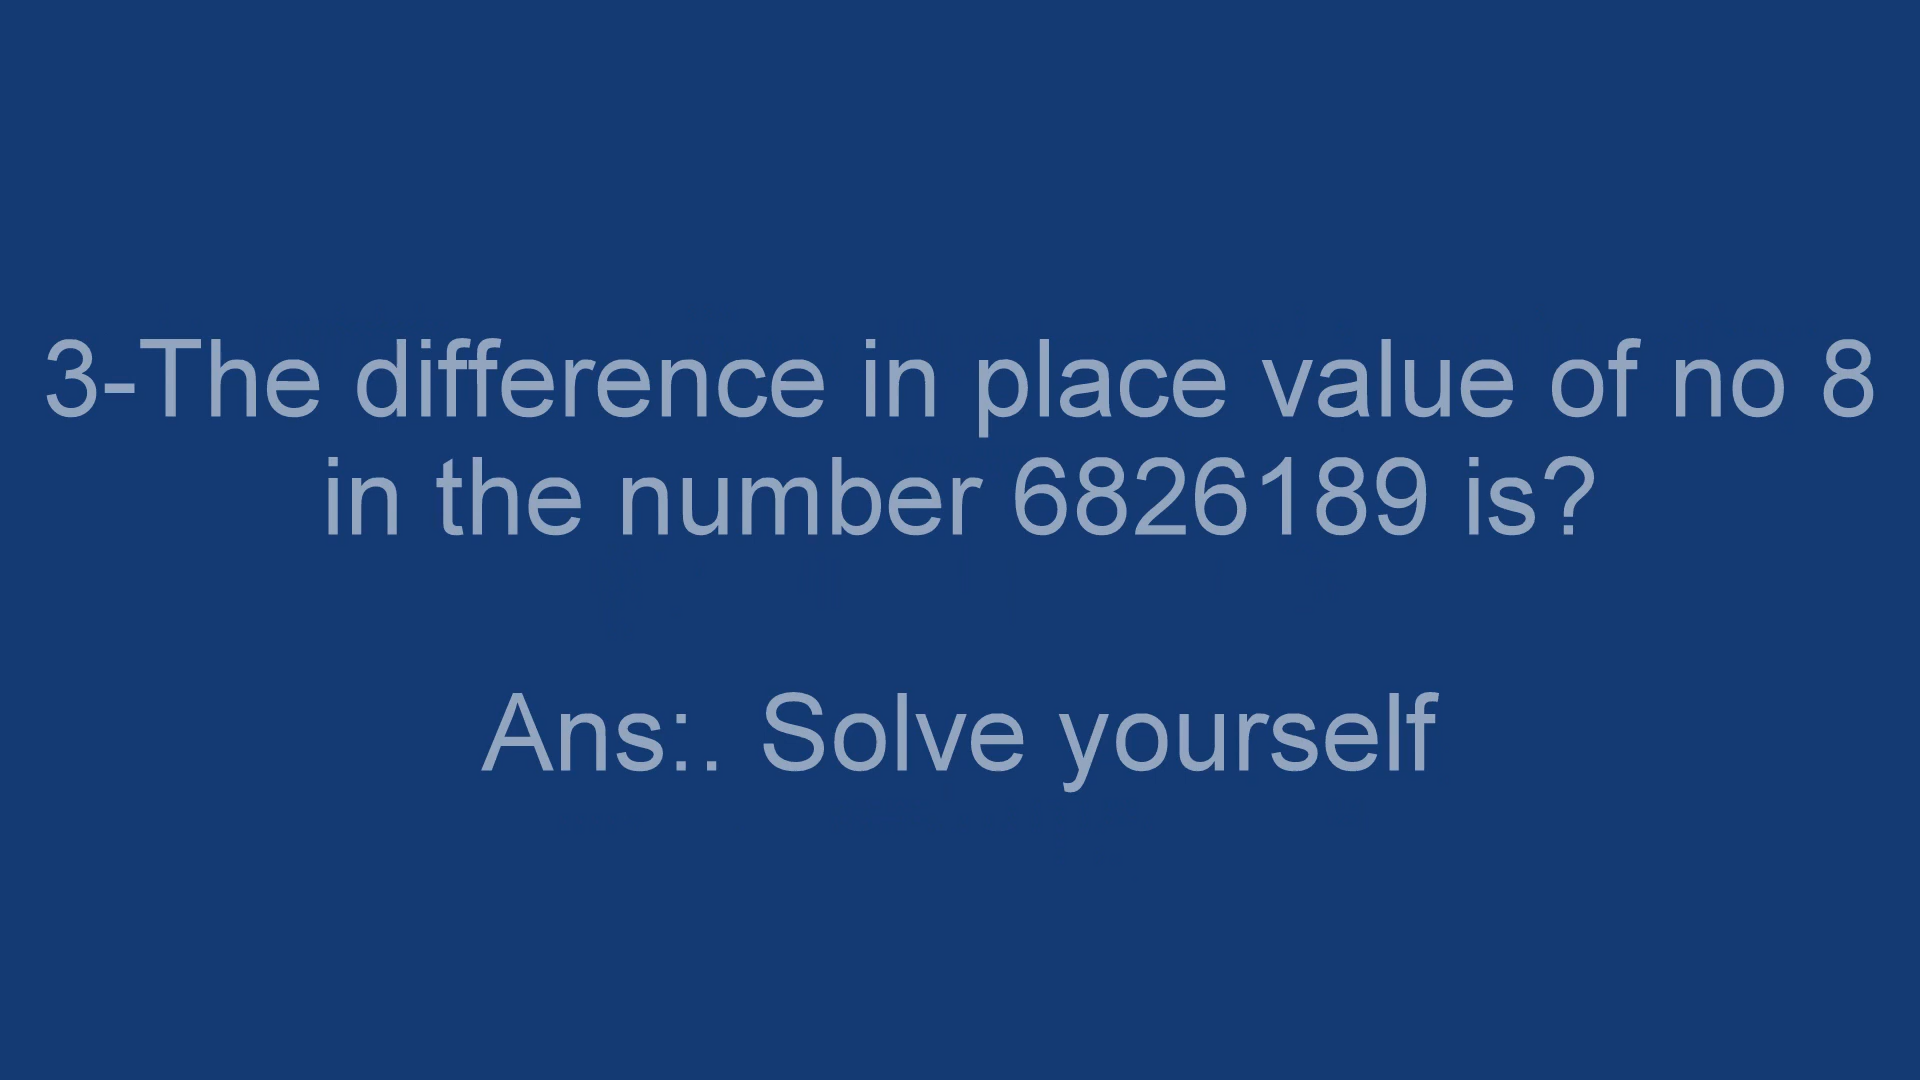 3-The difference in place value of no 8
in the number 6826189 is?
Ans:. Solve yourself